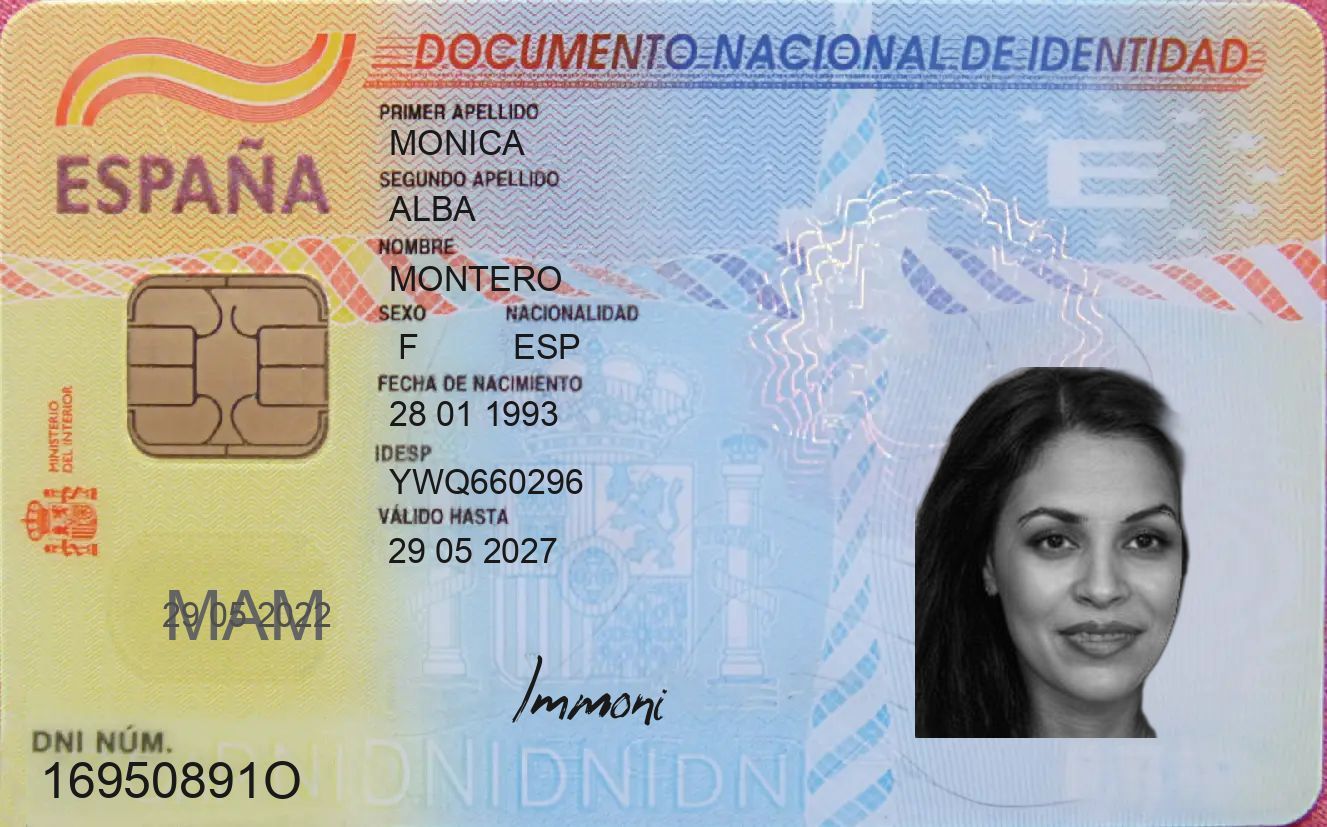 DOCUMENTO NACIONAL DE IDENTIDAD
ESPAÑA
PRIMER APELLIDO
MONICA
SEGUNDO APELLIDO
ALBA
NOMBRE
MONTERO
SEXO NACIONALIDAD
F ESP
FECHA DE NACIMIENTO
28 01 1993
IDESP
YWQ660296
VÁLIDO HASTA
29 05 2027
MINISTERIO
DEL INTERIOR
E
MAM
29 05 2022
Immoni
DNI NÚM.
16950891O
DNIDNIDNIDNI